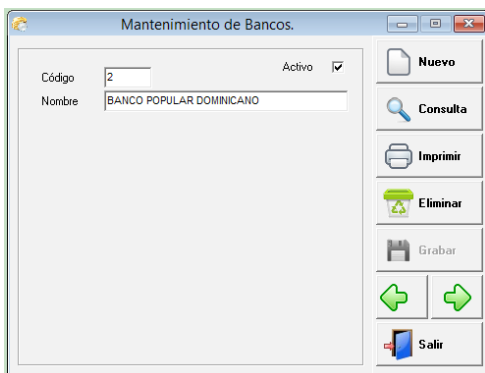 Mantenimiento de Bancos.
Activo
Código 2
Nombre BANCO POPULAR DOMINICANO
Nuevo
Consulta
Imprimir
Eliminar
Grabar
Salir